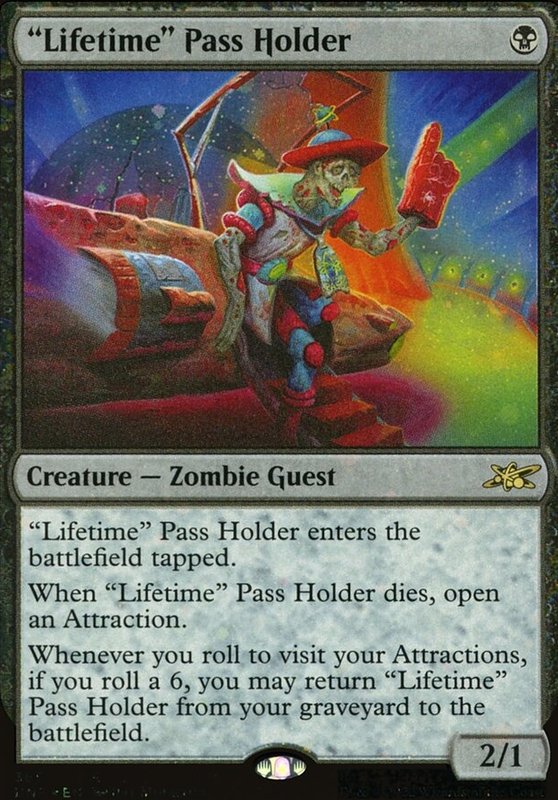 “Lifetime” Pass Holder
Creature — Zombie Guest
“Lifetime” Pass Holder enters the
battlefield tapped.
When “Lifetime” Pass Holder dies, open
an Attraction.
Whenever you roll to visit your Attractions,
if you roll a 6, you may return “Lifetime”
Pass Holder from your graveyard to the
battlefield.
2/1